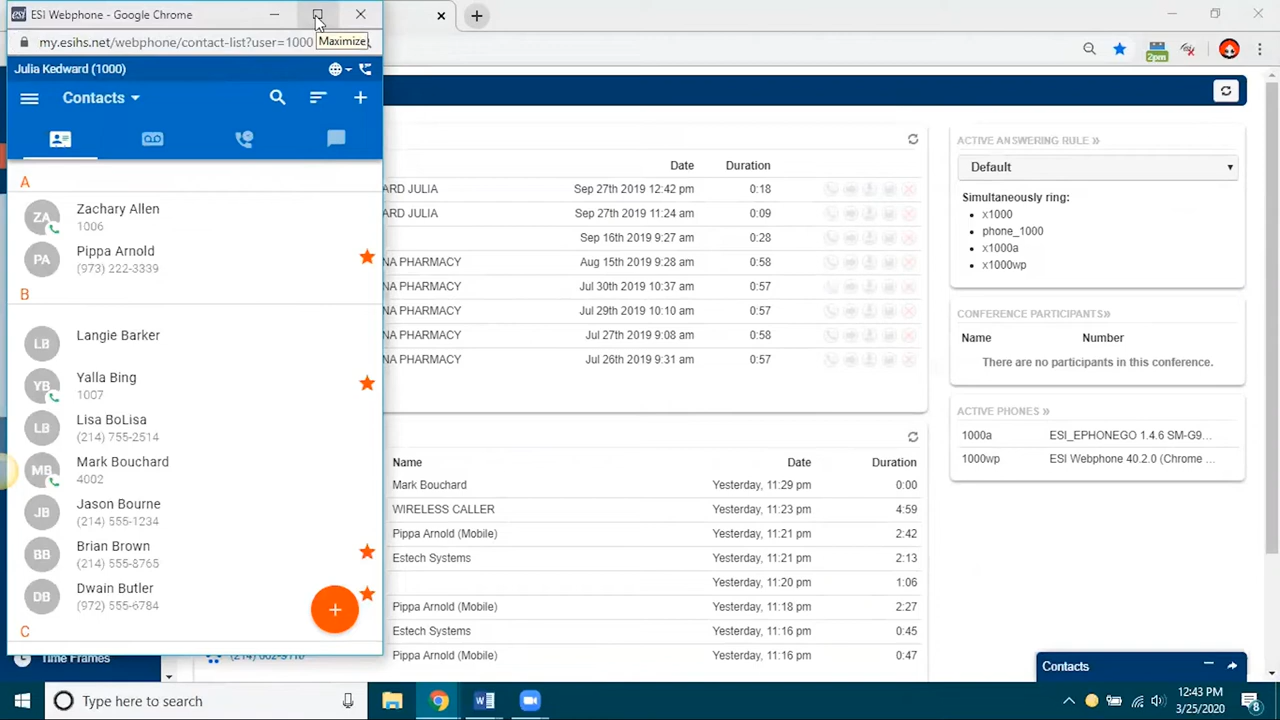 ESI Webphone - Google Chrome
my.esihs.net/webphone/contact-list?user=1000
Maximize
Julia Kedward (1000)
Contacts
A
ZA
Zachary Allen
1006
PA
Pippa Arnold
(973) 222-3339
B
LB
Langie Barker
YB
Yalla Bing
1007
LB
Lisa BoLisa
(214) 755-2514
MB
Mark Bouchard
4002
JB
Jason Bourne
(214) 555-1234
BB
Brian Brown
(214) 555-8765
DB
Dwain Butler
(972) 555-6784
C
Time Frames
2pm
Date Duration
ARD JULIA Sep 27th 2019 12:42 pm 0:18
ARD JULIA Sep 27th 2019 11:24 am 0:09
Sep 16th 2019 9:27 am 0:28
NA PHARMACY Aug 15th 2019 9:28 am 0:58
NA PHARMACY Jul 30th 2019 10:37 am 0:57
NA PHARMACY Jul 29th 2019 10:10 am 0:57
NA PHARMACY Jul 27th 2019 9:08 am 0:58
NA PHARMACY Jul 26th 2019 9:31 am 0:57
Name Date Duration
Mark Bouchard Yesterday, 11:29 pm 0:00
WIRELESS CALLER Yesterday, 11:23 pm 4:59
Pippa Arnold (Mobile) Yesterday, 11:21 pm 2:42
Estech Systems Yesterday, 11:21 pm 2:13
Yesterday, 11:20 pm 1:06
Pippa Arnold (Mobile) Yesterday, 11:18 pm 2:27
Estech Systems Yesterday, 11:16 pm 0:45
Pippa Arnold (Mobile) Yesterday, 11:16 pm 0:47
ACTIVE ANSWERING RULE »
Default
Simultaneously ring:
• x1000
• phone_1000
• x1000a
• x1000wp
CONFERENCE PARTICIPANTS»
Name Number
There are no participants in this conference.
ACTIVE PHONES »
1000a ESI_EPHONEGO 1.4.6 SM-G9...
1000wp ESI Webphone 40.2.0 (Chrome ...
Contacts
Type here to search
12:43 PM
3/25/2020
8